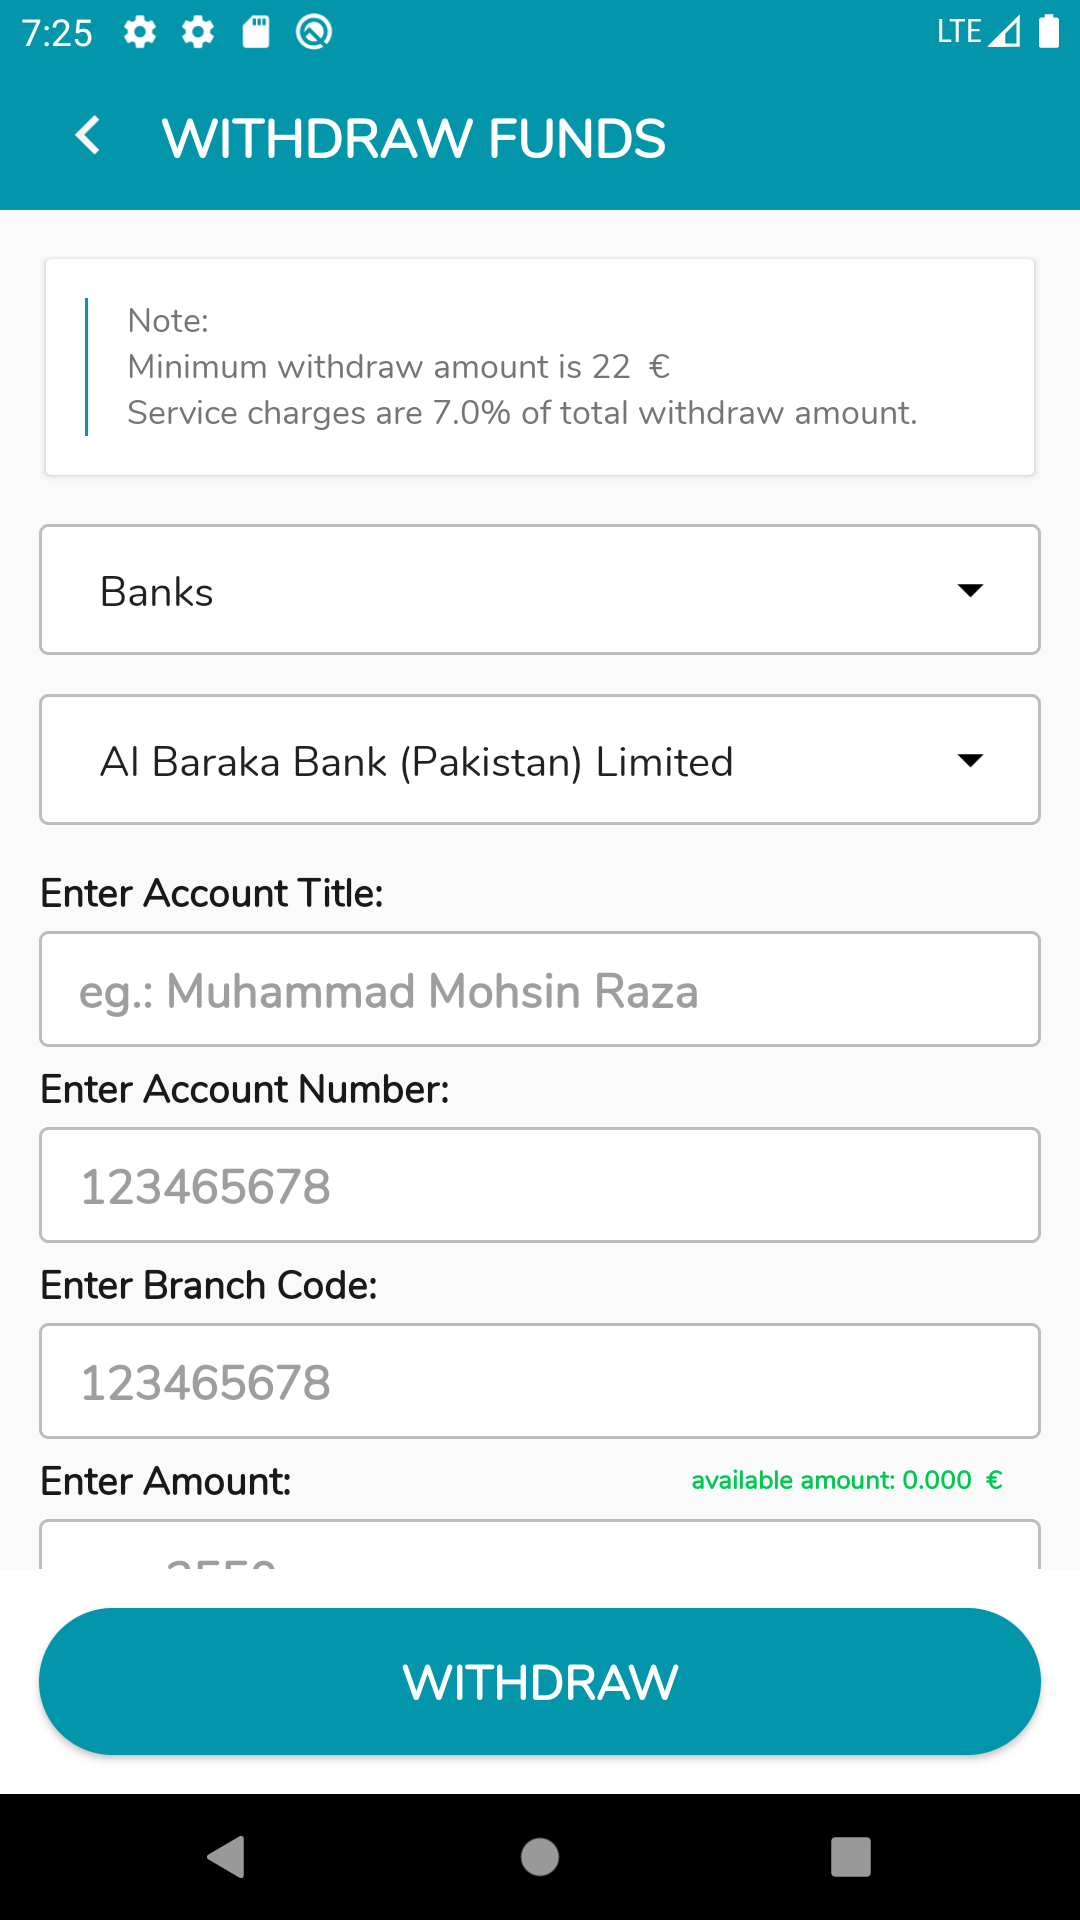 7:25
LTE
WITHDRAW FUNDS
Note:
Minimum withdraw amount is 22 €
Service charges are 7.0% of total withdraw amount.
Banks
Al Baraka Bank (Pakistan) Limited
Enter Account Title:
eg.: Muhammad Mohsin Raza
Enter Account Number:
123465678
Enter Branch Code:
123465678
Enter Amount:
available amount: 0.000 €
WITHDRAW